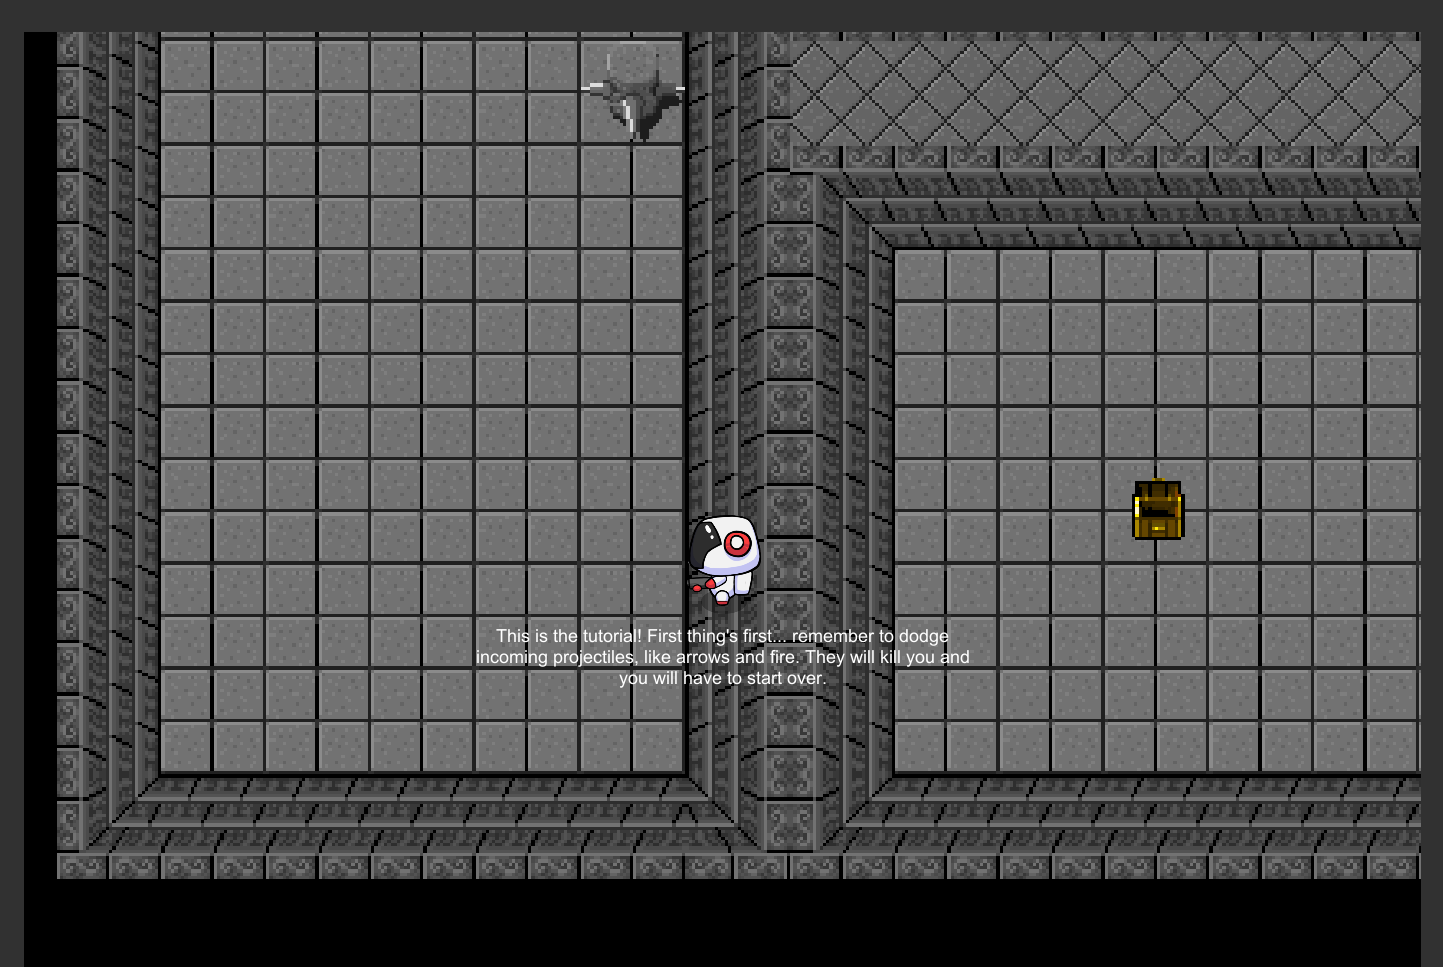 This is the tutorial! First thing's first... remember to dodge
incoming projectiles, like arrows and fire. They will kill you and
you will have to start over.